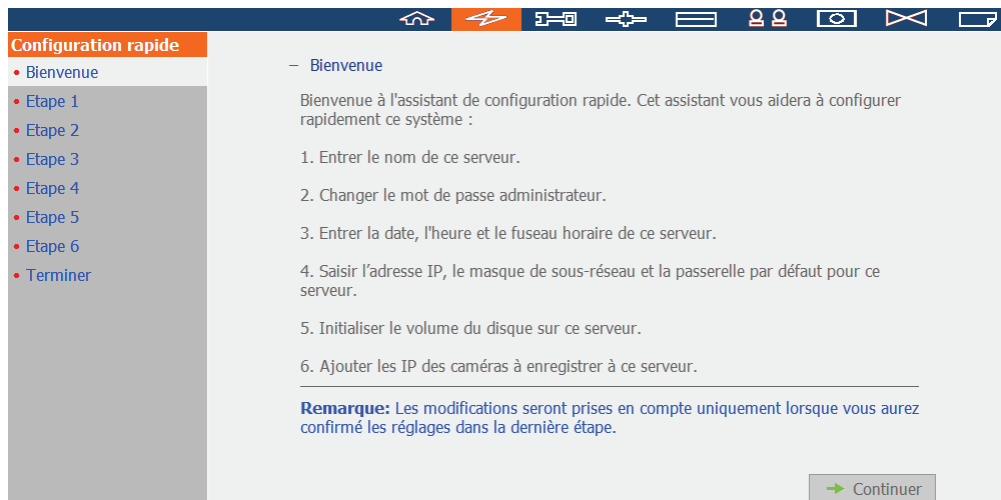 Configuration rapide
• Bienvenue
• Etape 1
• Etape 2
• Etape 3
• Etape 4
• Etape 5
• Etape 6
• Terminer
– Bienvenue
Bienvenue à l'assistant de configuration rapide. Cet assistant vous aidera à configurer
rapidement ce système :
1. Entrer le nom de ce serveur.
2. Changer le mot de passe administrateur.
3. Entrer la date, l'heure et le fuseau horaire de ce serveur.
4. Saisir l’adresse IP, le masque de sous-réseau et la passerelle par défaut pour ce
serveur.
5. Initialiser le volume du disque sur ce serveur.
6. Ajouter les IP des caméras à enregistrer à ce serveur.
Remarque: Les modifications seront prises en compte uniquement lorsque vous aurez
confirmé les réglages dans la dernière étape.
Continuer